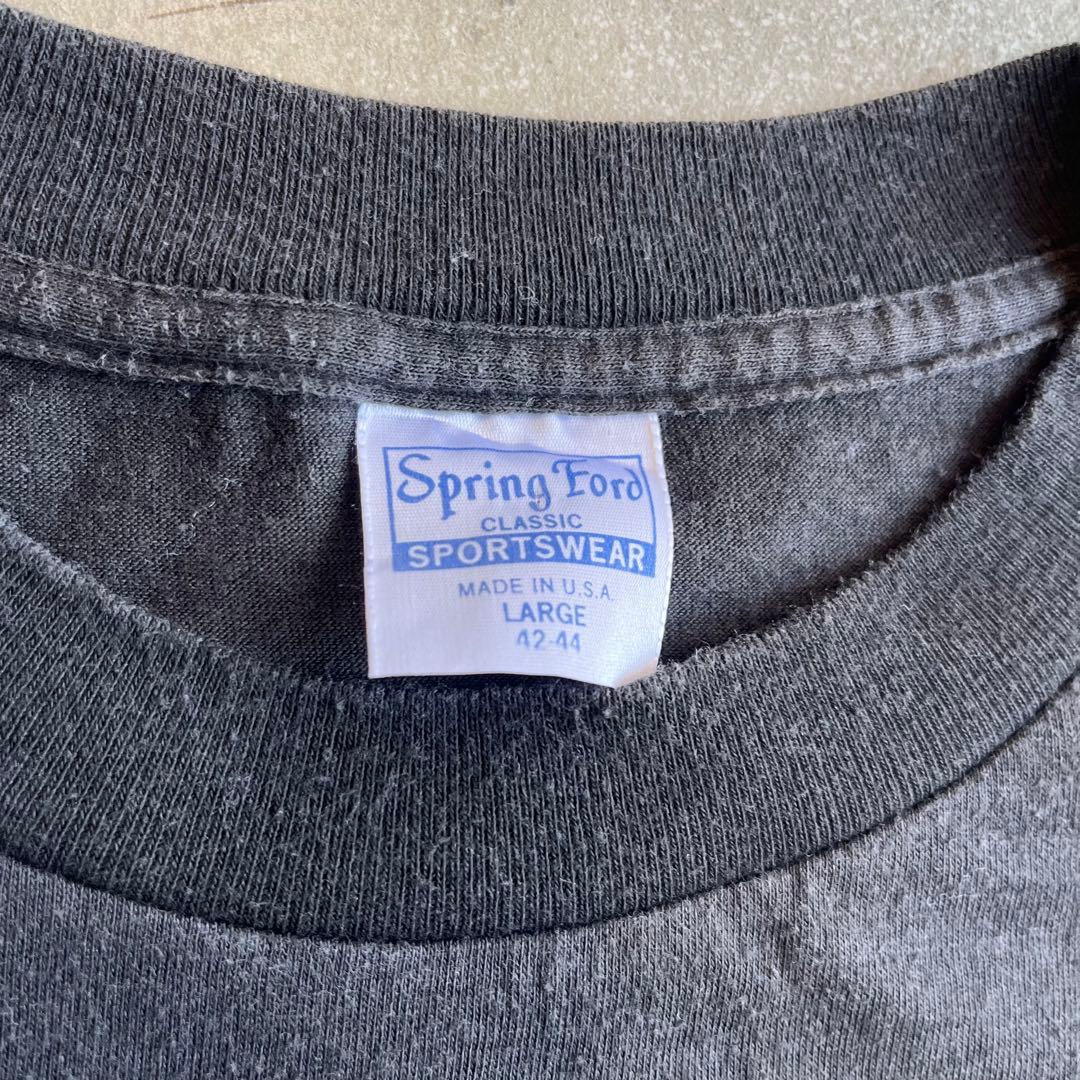 Spring Ford
CLASSIC
SPORTSWEAR
MADE IN U.S.A.
LARGE
42-44